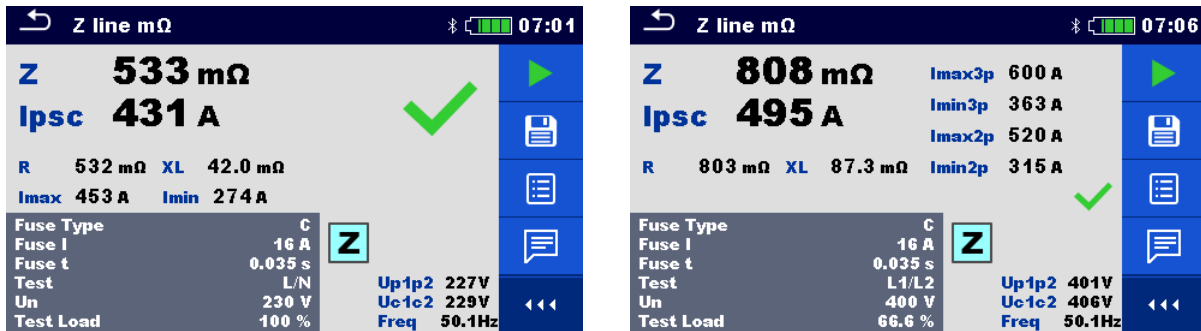 Z line mΩ 07:01
Z 533 mΩ
Ipsc 431 A
R 532 mΩ XL 42.0 mΩ
Imax 453 A Imin 274 A
Fuse Type C
Fuse I 16 A
Fuse t 0.035 s
Test L/N
Un 230 V
Test Load 100 %
Z
Up1p2 227V
Uc1c2 229V
Freq 50.1Hz
Z line mΩ 07:06
Z 808 mΩ
Ipsc 495 A
Imax3p 600 A
Imin3p 363 A
Imax2p 520 A
Imin2p 315 A
R 803 mΩ XL 87.3 mΩ
Fuse Type C
Fuse I 16 A
Fuse t 0.035 s
Test L1/L2
Un 400 V
Test Load 66.6 %
Z
Up1p2 401V
Uc1c2 406V
Freq 50.1Hz